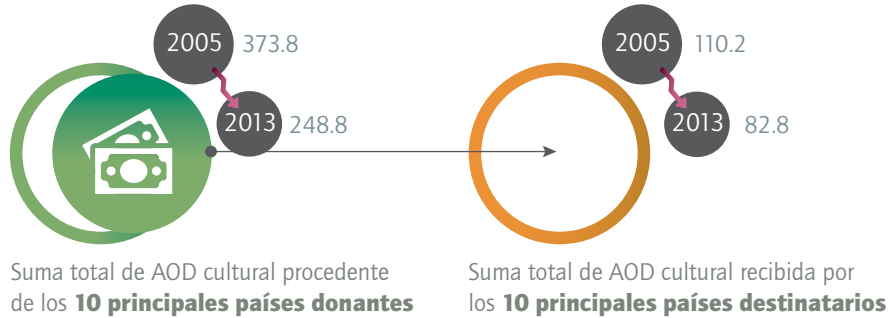 2005 373.8
2013 248.8
Suma total de AOD cultural procedente
de los 10 principales países donantes
2005 110.2
2013 82.8
Suma total de AOD cultural recibida por
los 10 principales países destinatarios